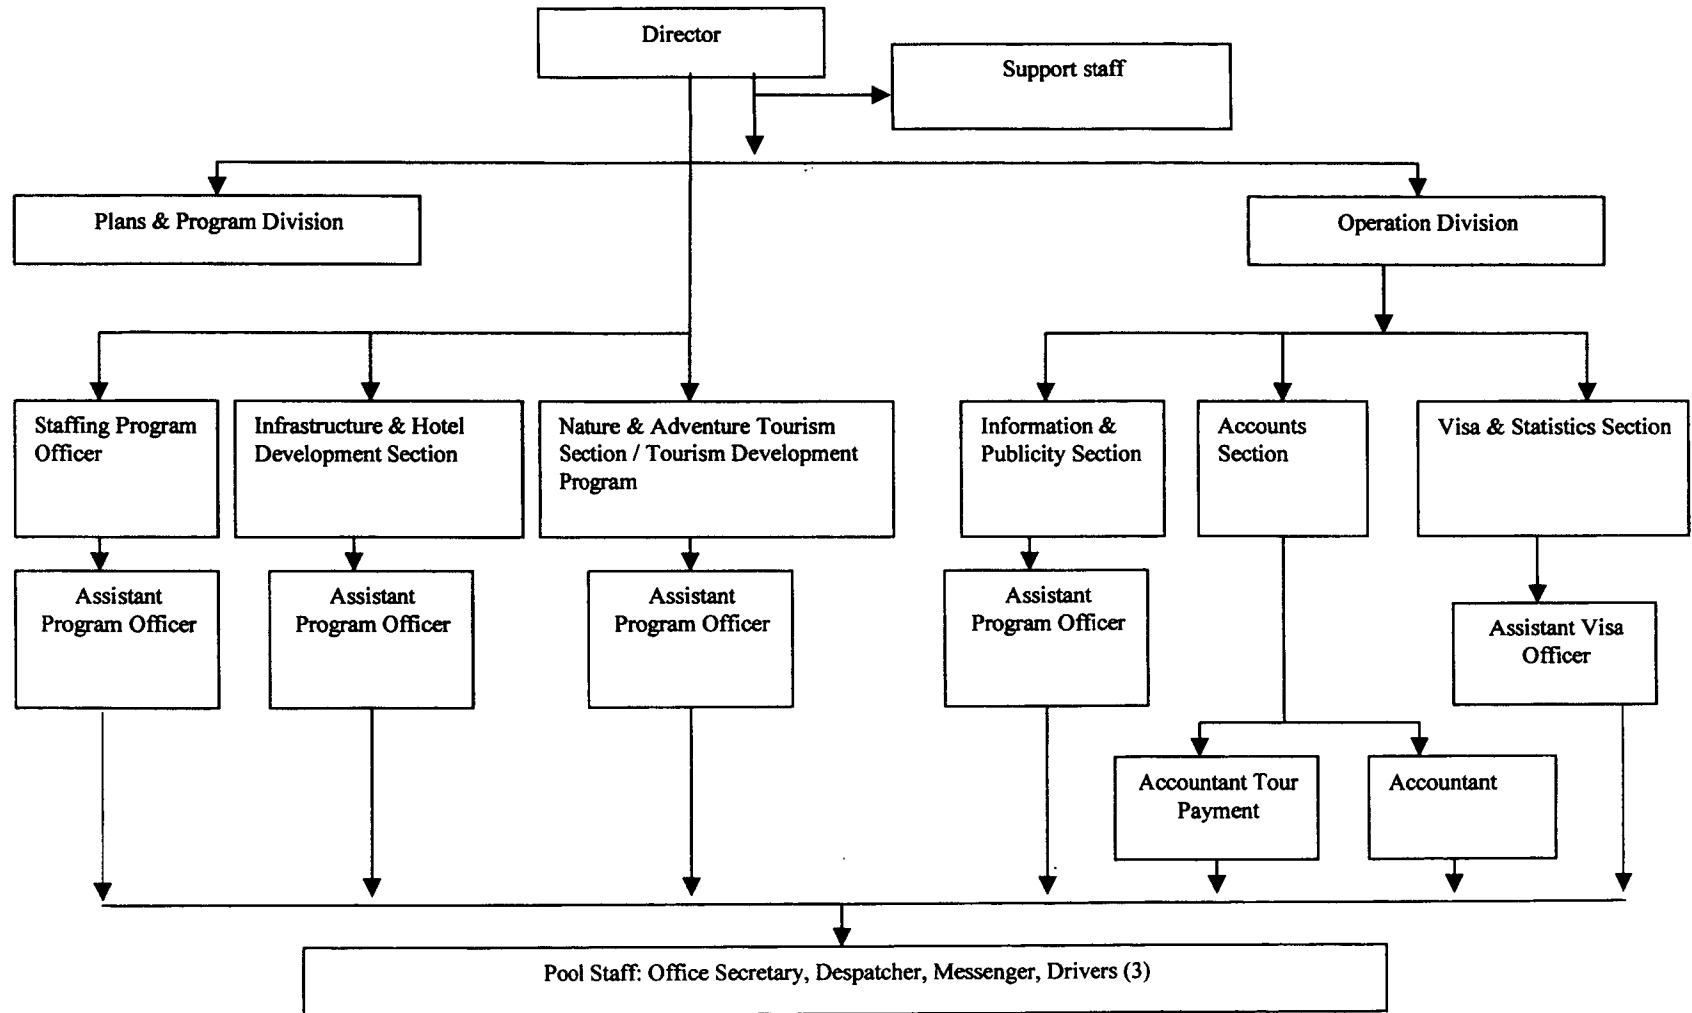 Director
Support staff
Plans & Program Division
Operation Division
Staffing Program
Officer
Infrastructure & Hotel
Development Section
Nature & Adventure Tourism
Section / Tourism Development
Program
Information &
Publicity Section
Accounts
Section
Visa & Statistics Section
Assistant
Program Officer
Assistant
Program Officer
Assistant
Program Officer
Assistant
Program Officer
Assistant Visa
Officer
Accountant Tour
Payment
Accountant
Pool Staff: Office Secretary, Despatcher, Messenger, Drivers (3)